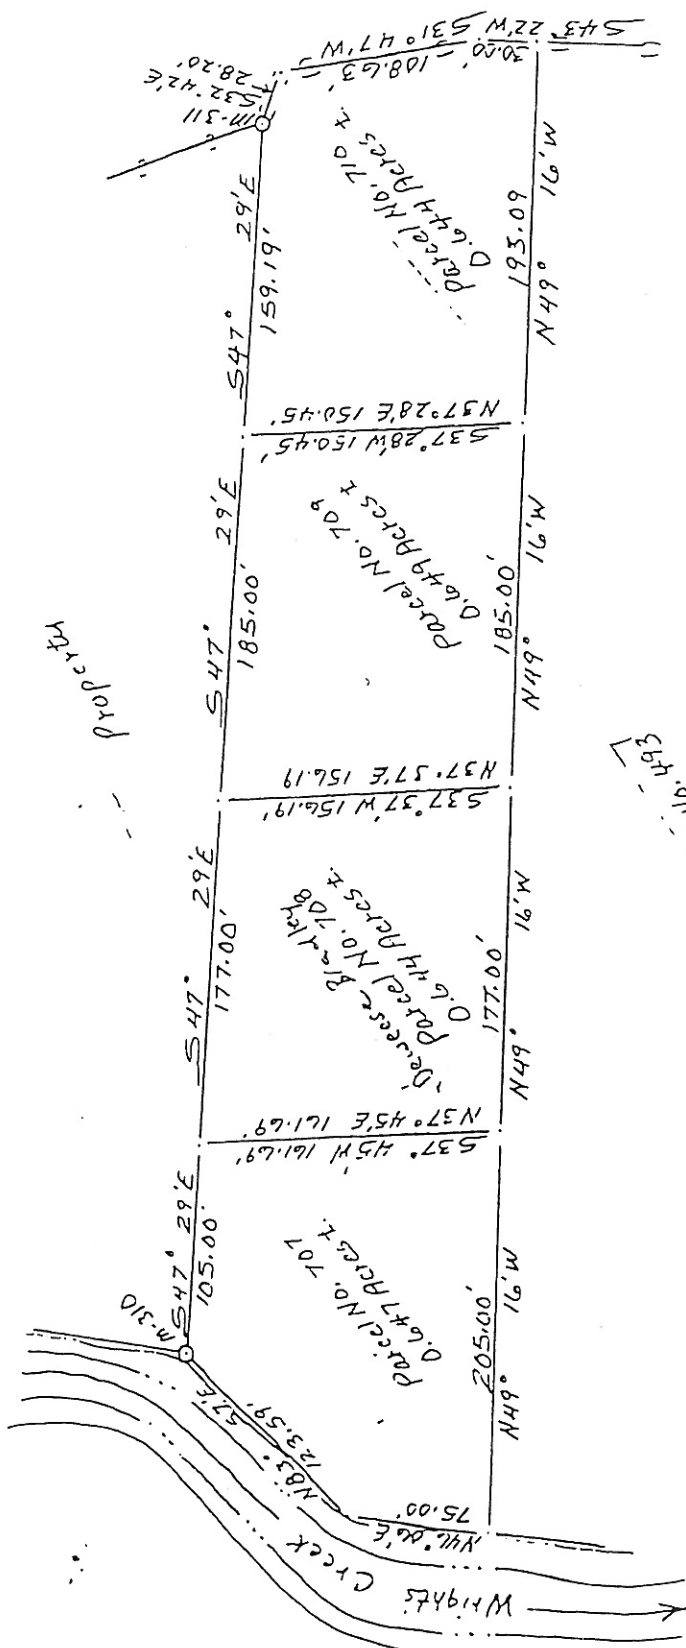 S43° 22'W
30.00'
S31° 47'W
108.63'
S32° 42'E
28.20'
M-311
S47° 29'E
159.19'
Parcel No. 710
0.644 Acres ±.
193.09
N49° 16'W
N37° 28'E 150.45'
S37° 28'W 150.45'
S47° 29'E
185.00'
Parcel No. 709
0.649 Acres ±
185.00'
N49° 16'W
Property
No. 493
N37° 37'E 156.19
S37° 37'W 156.19'
S47° 29'E
177.00'
Deweese Bradley
Parcel No. 708
0.644 Acres ±.
177.00'
N49° 16'W
N37° 45'E 161.69'
S37° 45'W 161.69'
S47° 29'E
105.00'
M-310
Parcel No. 707
0.647 Acres ±.
205.00'
N49° 16'W
N83° 57'E
123.59'
75.00'
N46° 06'E
Wrights Creek